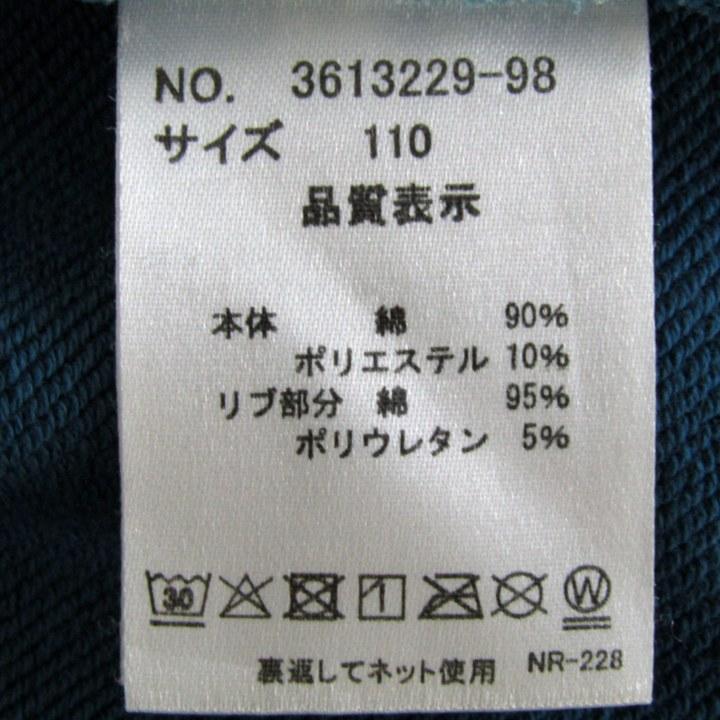 NO. 3613229-98
サイズ 110
品質表示
本体 綿 90%
ポリエステル 10%
リブ部分 綿 95%
ポリウレタン 5%
30 W
裏返してネット使用 NR-228